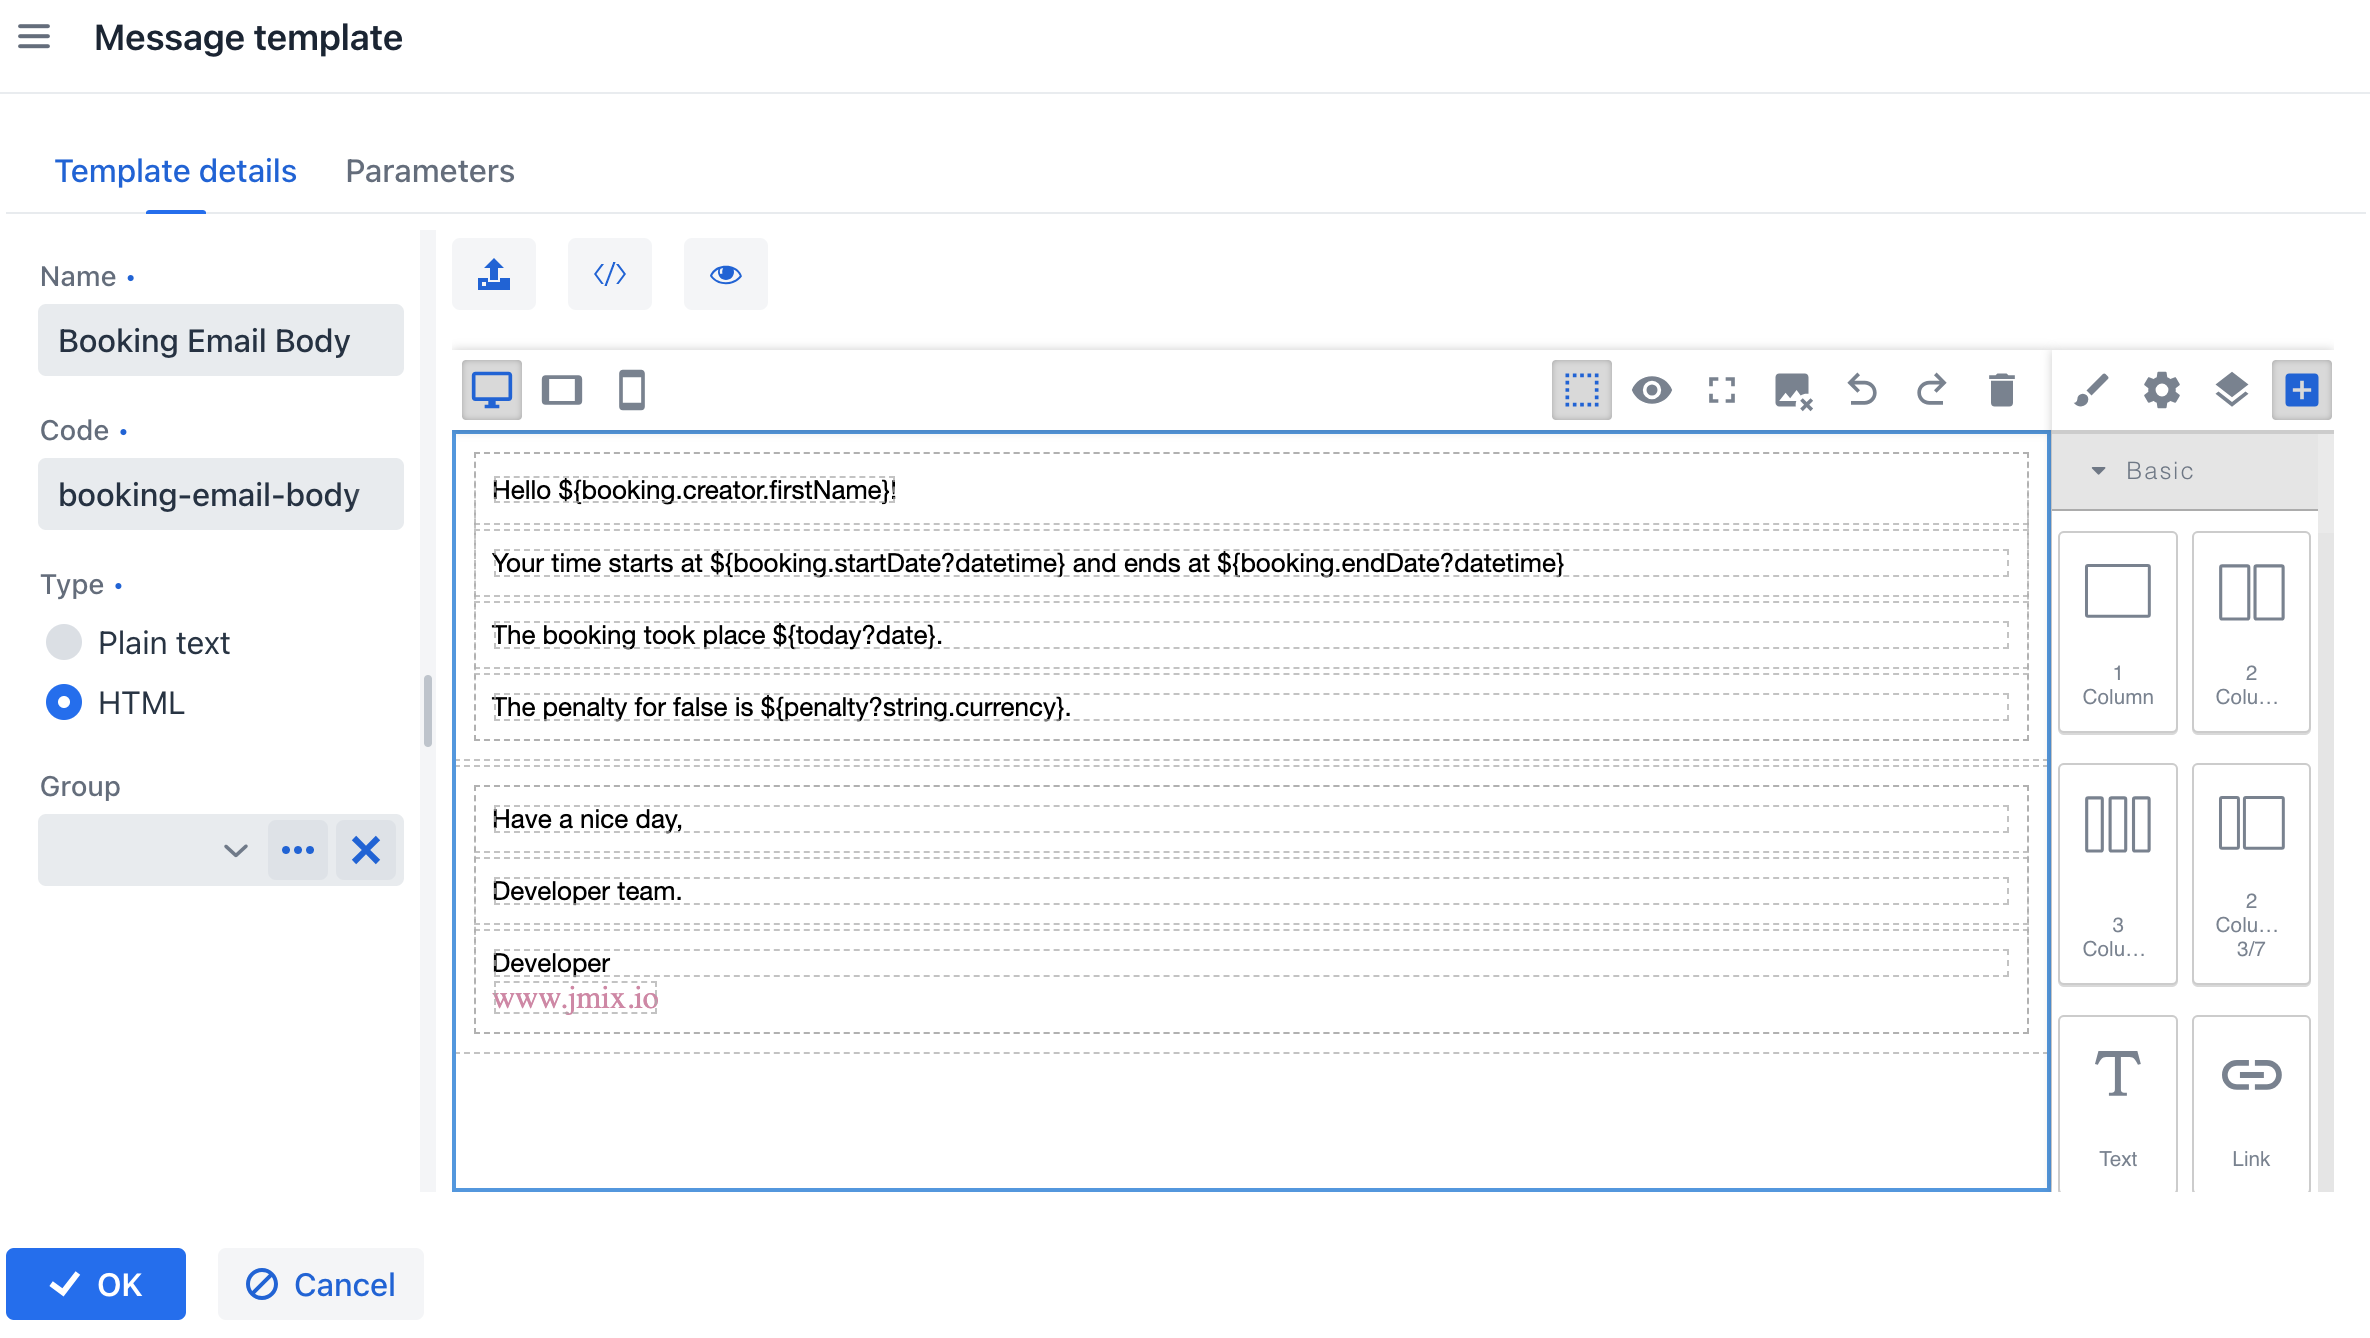 Message template
Template details
Parameters
Name •
Booking Email Body
Code •
booking-email-body
Type •
Plain text
HTML
Group
Hello ${booking.creator.firstName}!
Your time starts at ${booking.startDate?datetime} and ends at ${booking.endDate?datetime}
The booking took place ${today?date}.
The penalty for false is ${penalty?string.currency}.
Have a nice day,
Developer team.
Developer
www.jmix.io
Basic
1
Column
2
Colu...
3
Colu...
2
Colu...
3/7
Text
Link
OK
Cancel